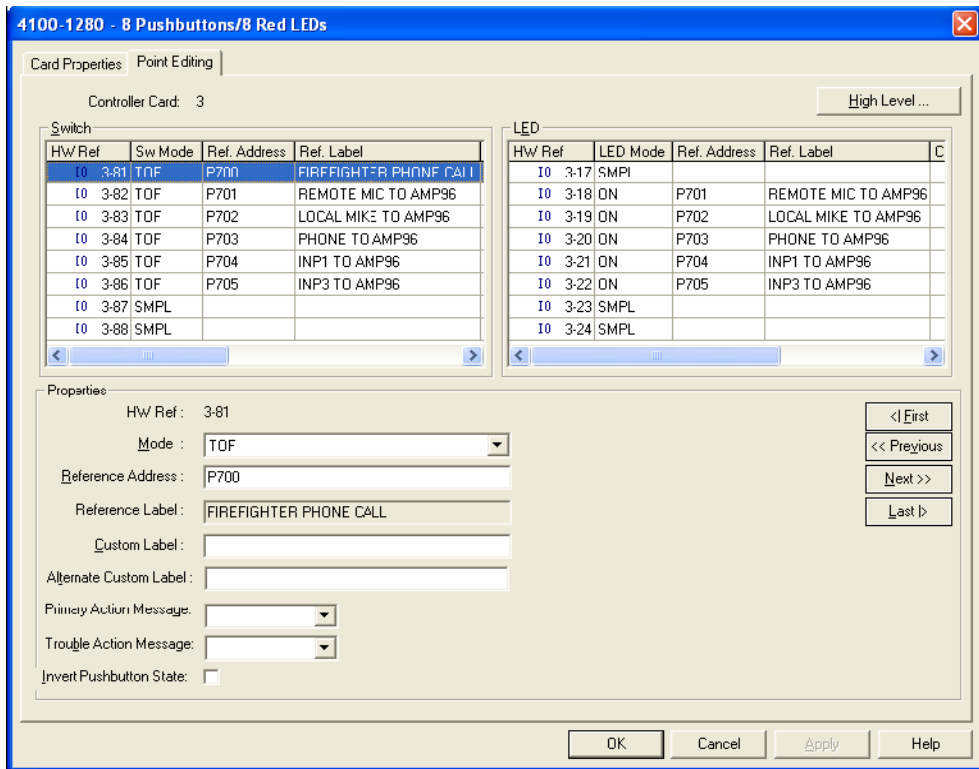 4100-1280 - 8 Pushbuttons/8 Red LEDs
Card Properties Point Editing
Controller Card: 3
High Level ...
Switch
HW Ref Sw Mode Ref. Address Ref. Label
I0 3-81 TOF P700 FIREFIGHTER PHONE CALL
I0 3-82 TOF P701 REMOTE MIC TO AMP96
I0 3-83 TOF P702 LOCAL MIKE TO AMP96
I0 3-84 TOF P703 PHONE TO AMP96
I0 3-85 TOF P704 INP1 TO AMP96
I0 3-86 TOF P705 INP3 TO AMP96
I0 3-87 SMPL
I0 3-88 SMPL
LED
HW Ref LED Mode Ref. Address Ref. Label C
I0 3-17 SMPL
I0 3-18 ON P701 REMOTE MIC TO AMP96
I0 3-19 ON P702 LOCAL MIKE TO AMP96
I0 3-20 ON P703 PHONE TO AMP96
I0 3-21 ON P704 INP1 TO AMP96
I0 3-22 ON P705 INP3 TO AMP96
I0 3-23 SMPL
I0 3-24 SMPL
Properties
HW Ref : 3-81
Mode : TOF
Reference Address : P700
Reference Label : FIREFIGHTER PHONE CALL
Custom Label :
Alternate Custom Label :
Primary Action Message:
Trouble Action Message:
Invert Pushbutton State:
<| First
<< Previous
Next >>
Last |>
OK Cancel Apply Help